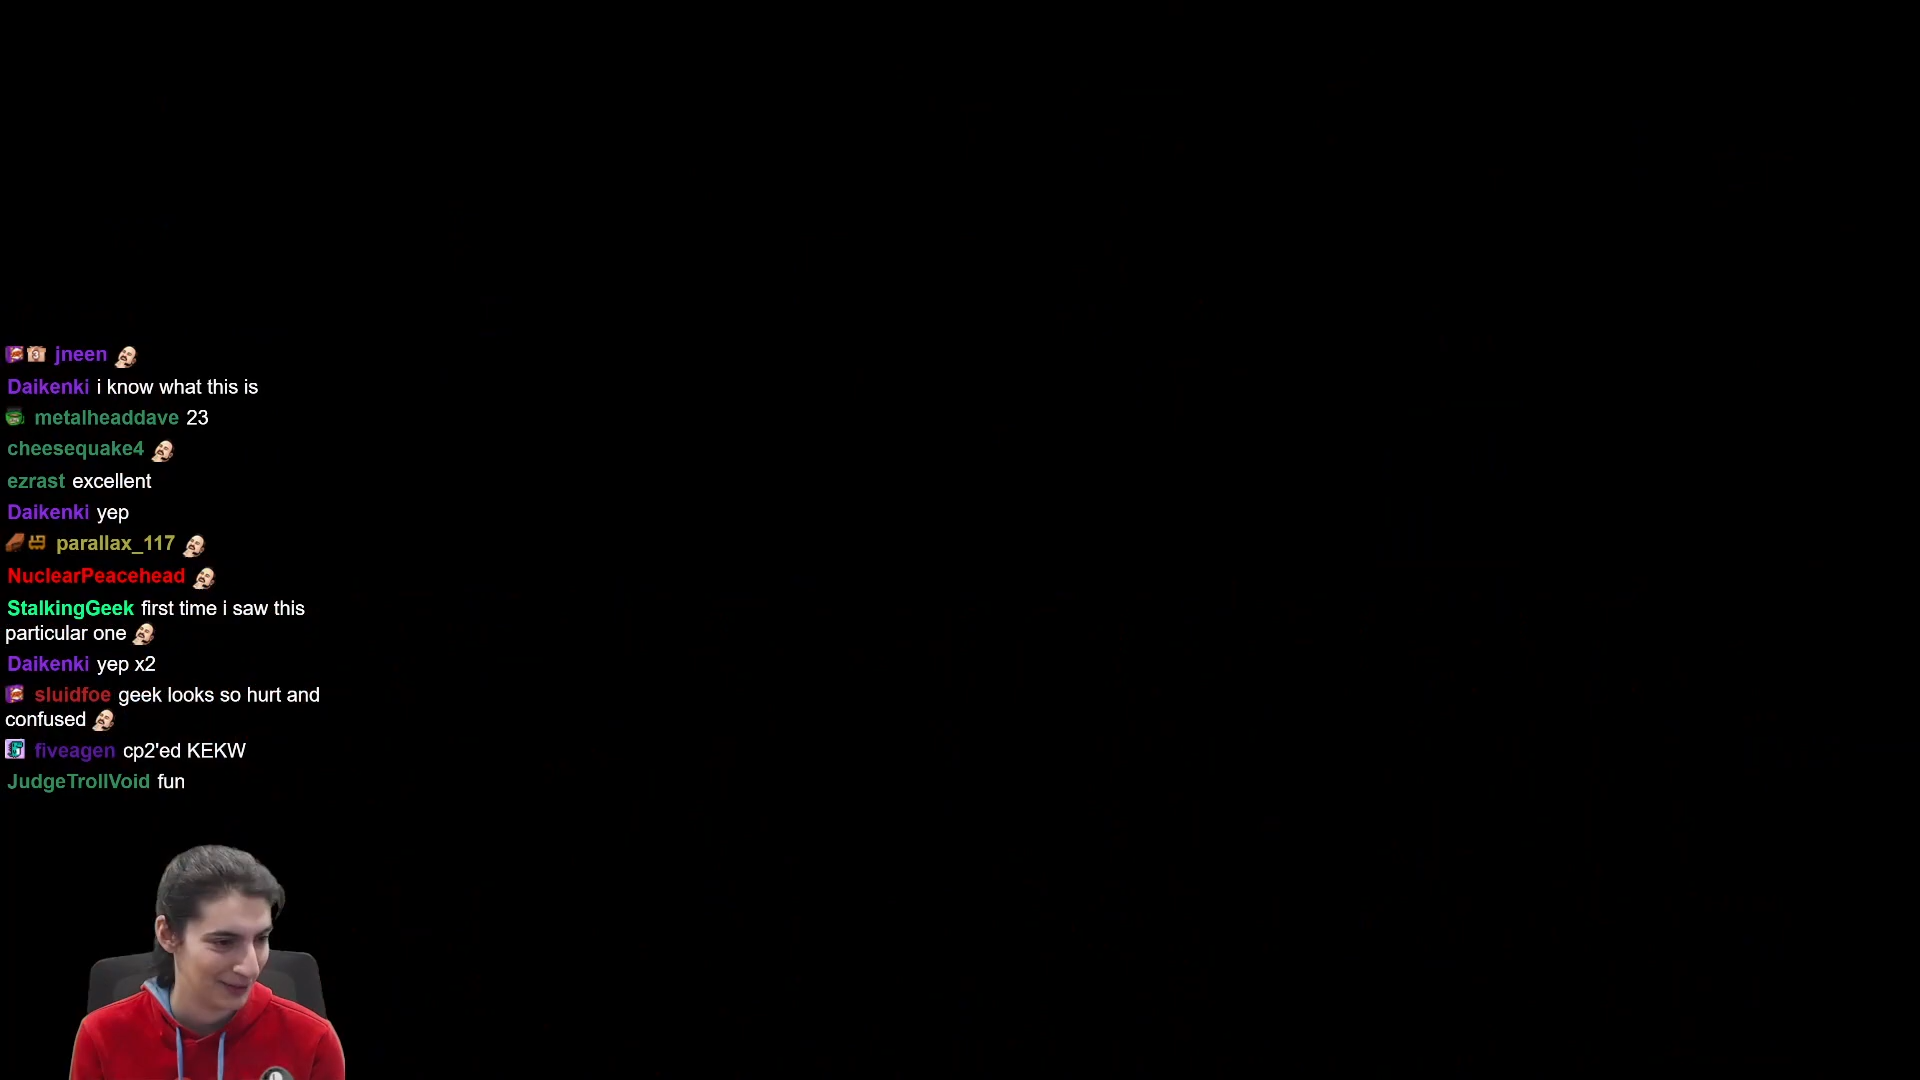 jneen
Daikenki i know what this is
metalheaddave 23
cheesequake4
ezrast excellent
Daikenki yep
parallax_117
NuclearPeacehead
StalkingGeek first time i saw this
particular one
Daikenki yep x2
sluidfoe geek looks so hurt and
confused
fiveagen cp2'ed KEKW
JudgeTrollVoid fun